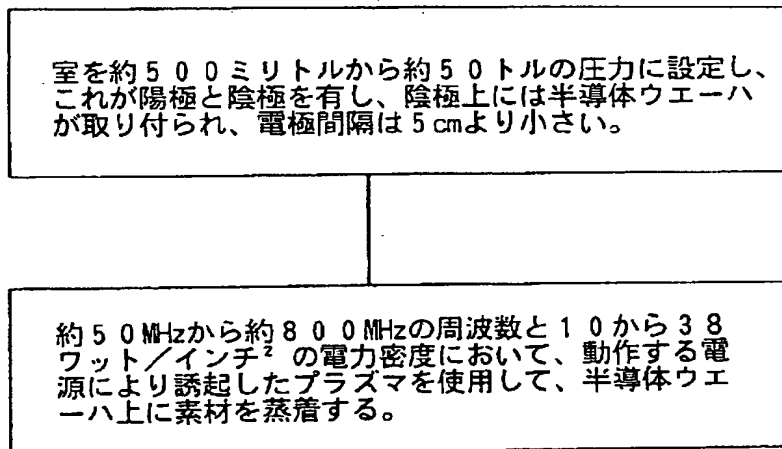 室を約５００ミリトルから約５０トルの圧力に設定し、
これが陽極と陰極を有し、陰極上には半導体ウエーハ
が取り付られ、電極間隔は５㎝より小さい。
約５０MHzから約８００MHzの周波数と１０から３８
ワット／インチ² の電力密度において、動作する電
源により誘起したプラズマを使用して、半導体ウエ
ーハ上に素材を蒸着する。